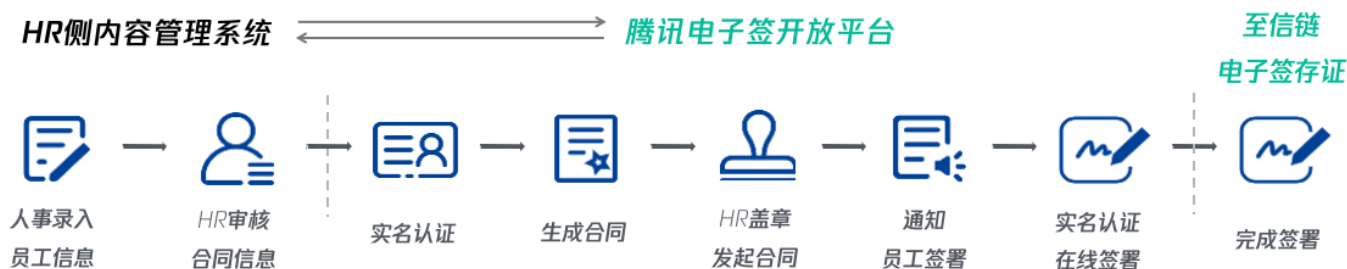 HR侧内容管理系统
腾讯电子签开放平台
至信链
电子签存证
人事录入
员工信息
HR审核
合同信息
实名认证
生成合同
HR盖章
发起合同
通知
员工签署
实名认证
在线签署
完成签署